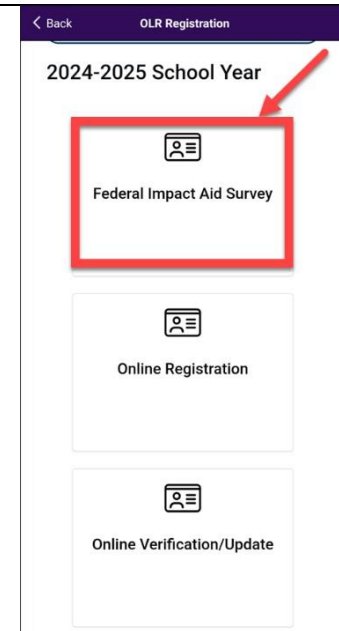 Back
OLR Registration
2024-2025 School Year
Federal Impact Aid Survey
Online Registration
Online Verification/Update